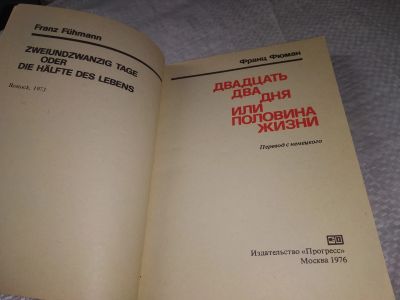 Franz Fühmann
ZWEIUNDZWANZIG TAGE
ODER
DIE HÄLFTE DES LEBENS
Rostock, 1973
Франц Фюман
ДВАДЦАТЬ
ДВА
ДНЯ
ИЛИ
ПОЛОВИНА
ЖИЗНИ
Перевод с немецкого
Издательство «Прогресс»
Москва 1976